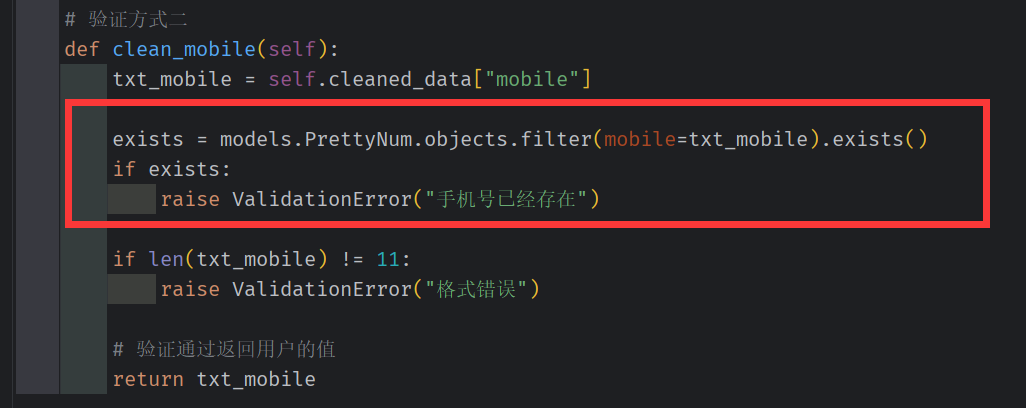 # 验证方式二
def clean_mobile(self):
txt_mobile = self.cleaned_data["mobile"]
exists = models.PrettyNum.objects.filter(mobile=txt_mobile).exists()
if exists:
raise ValidationError("手机号已经存在")
if len(txt_mobile) != 11:
raise ValidationError("格式错误")
# 验证通过返回用户的值
return txt_mobile